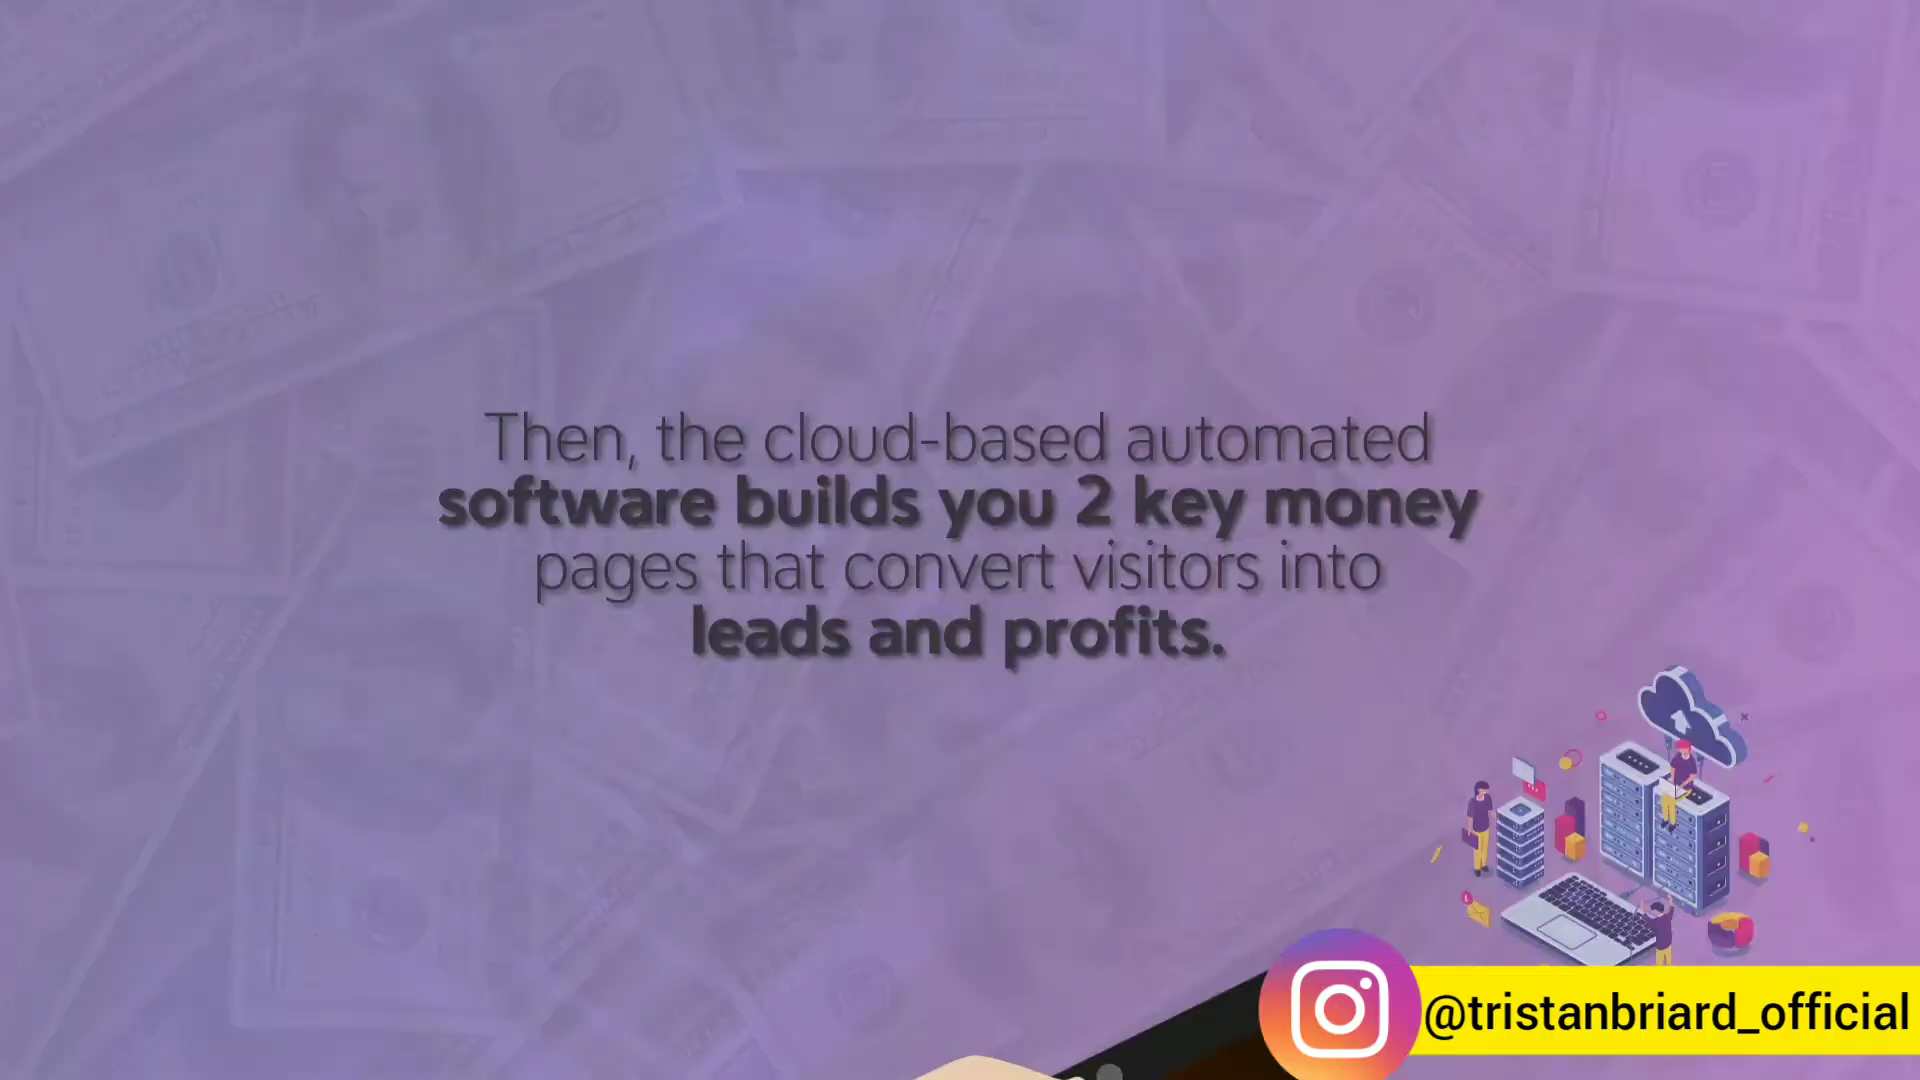 Then, the cloud-based automated
software builds you 2 key money
pages that convert visitors into
leads and profits.
@tristanbriard_official